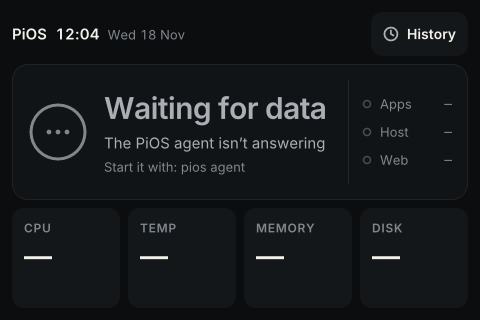 PiOS 12:04 Wed 18 Nov
History
Waiting for data
The PiOS agent isn’t answering
Start it with: pios agent
Apps –
Host –
Web –
CPU
—
TEMP
—
MEMORY
—
DISK
—